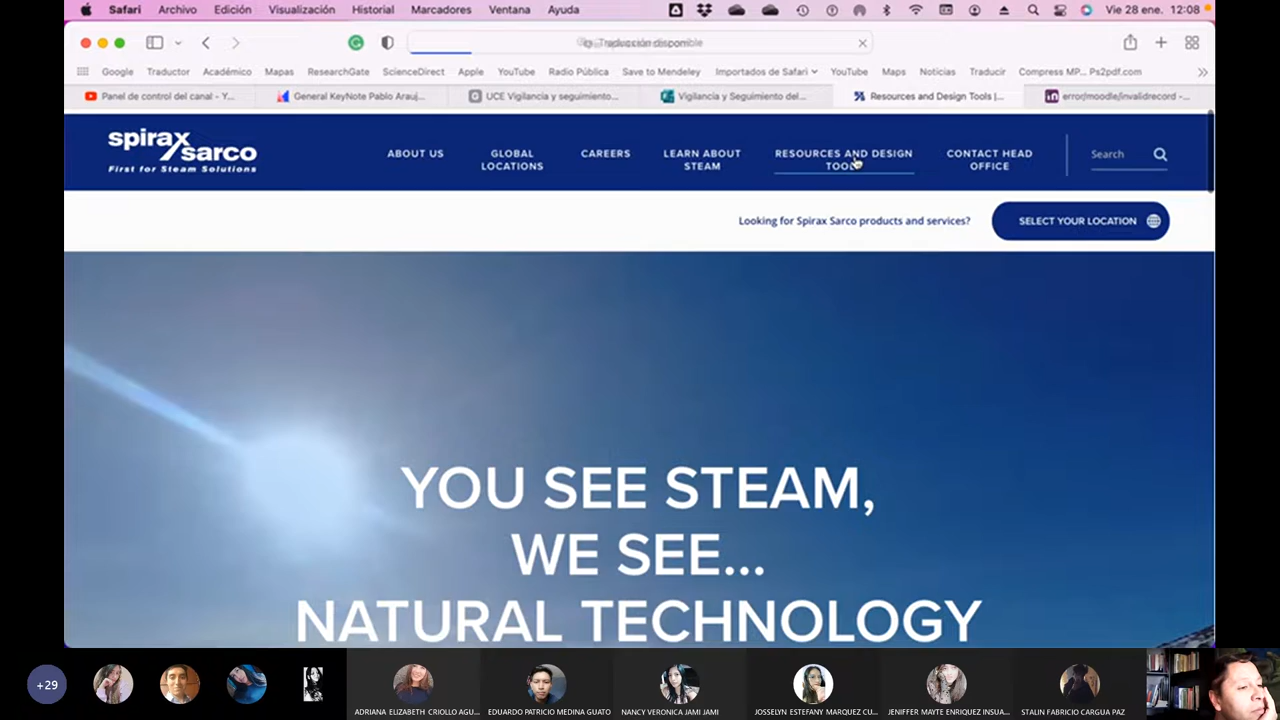 Safari Archivo Edición Visualización Historial Marcadores Ventana Ayuda Vie 28 ene. 12:08
Google Traductor Académico Mapas ResearchGate ScienceDirect Apple YouTube Radio Pública Save to Mendeley Importados de Safari YouTube Maps Noticias Traducir Compress MP... Ps2pdf.com
Panel de control del canal - Y... General KeyNote Pablo Arauj... UCE Vigilancia y seguimiento... Vigilancia y Seguimiento del... Resources and Design Tools |... error/moodle/invalidrecord -...
spirax
sarco
First for Steam Solutions
ABOUT US
GLOBAL
LOCATIONS
CAREERS
LEARN ABOUT
STEAM
RESOURCES AND DESIGN
TOOLS
CONTACT HEAD
OFFICE
Search
Looking for Spirax Sarco products and services?
SELECT YOUR LOCATION
YOU SEE STEAM,
WE SEE...
NATURAL TECHNOLOGY
+29
ADRIANA ELIZABETH CRIOLLO AGU...
EDUARDO PATRICIO MEDINA GUATO
NANCY VERONICA JAMI JAMI
JOSSELYN ESTEFANY MARQUEZ CU...
JENIFFER MAYTE ENRIQUEZ INSUA...
STALIN FABRICIO CARGUA PAZ